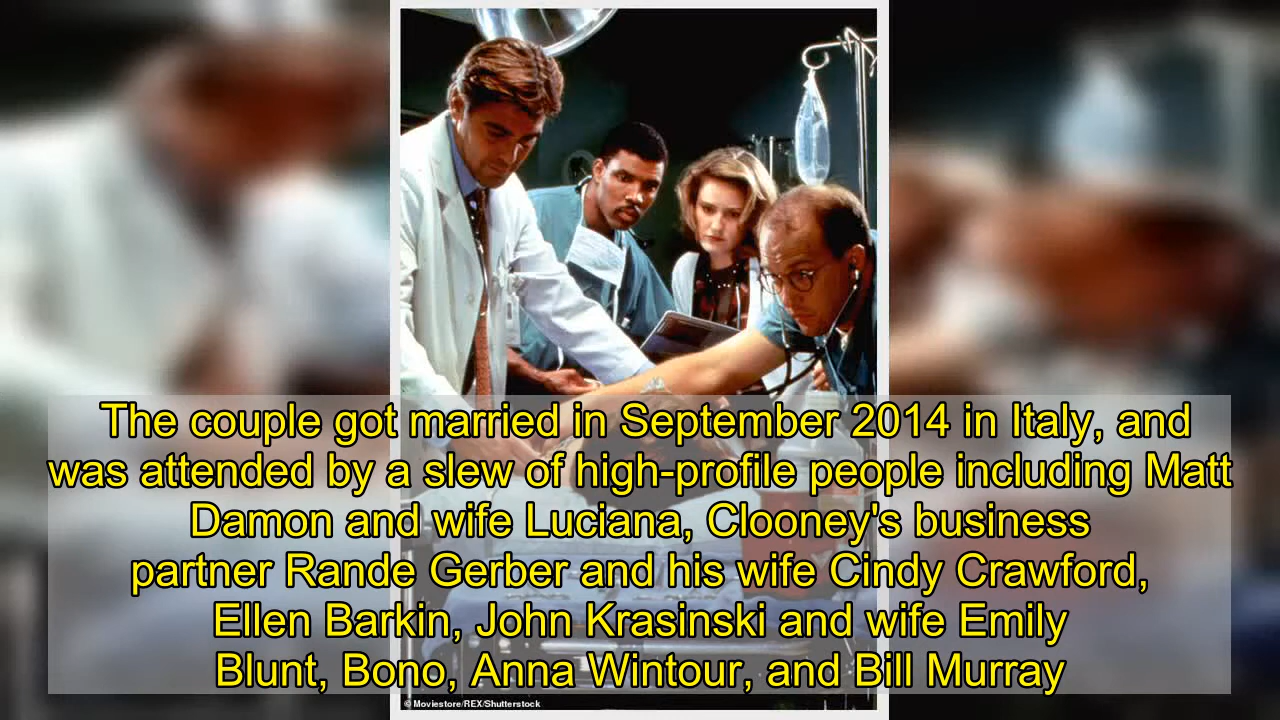 The couple got married in September 2014 in Italy, and
was attended by a slew of high-profile people including Matt
Damon and wife Luciana, Clooney's business
partner Rande Gerber and his wife Cindy Crawford,
Ellen Barkin, John Krasinski and wife Emily
Blunt, Bono, Anna Wintour, and Bill Murray
© Moviestore/REX/Shutterstock